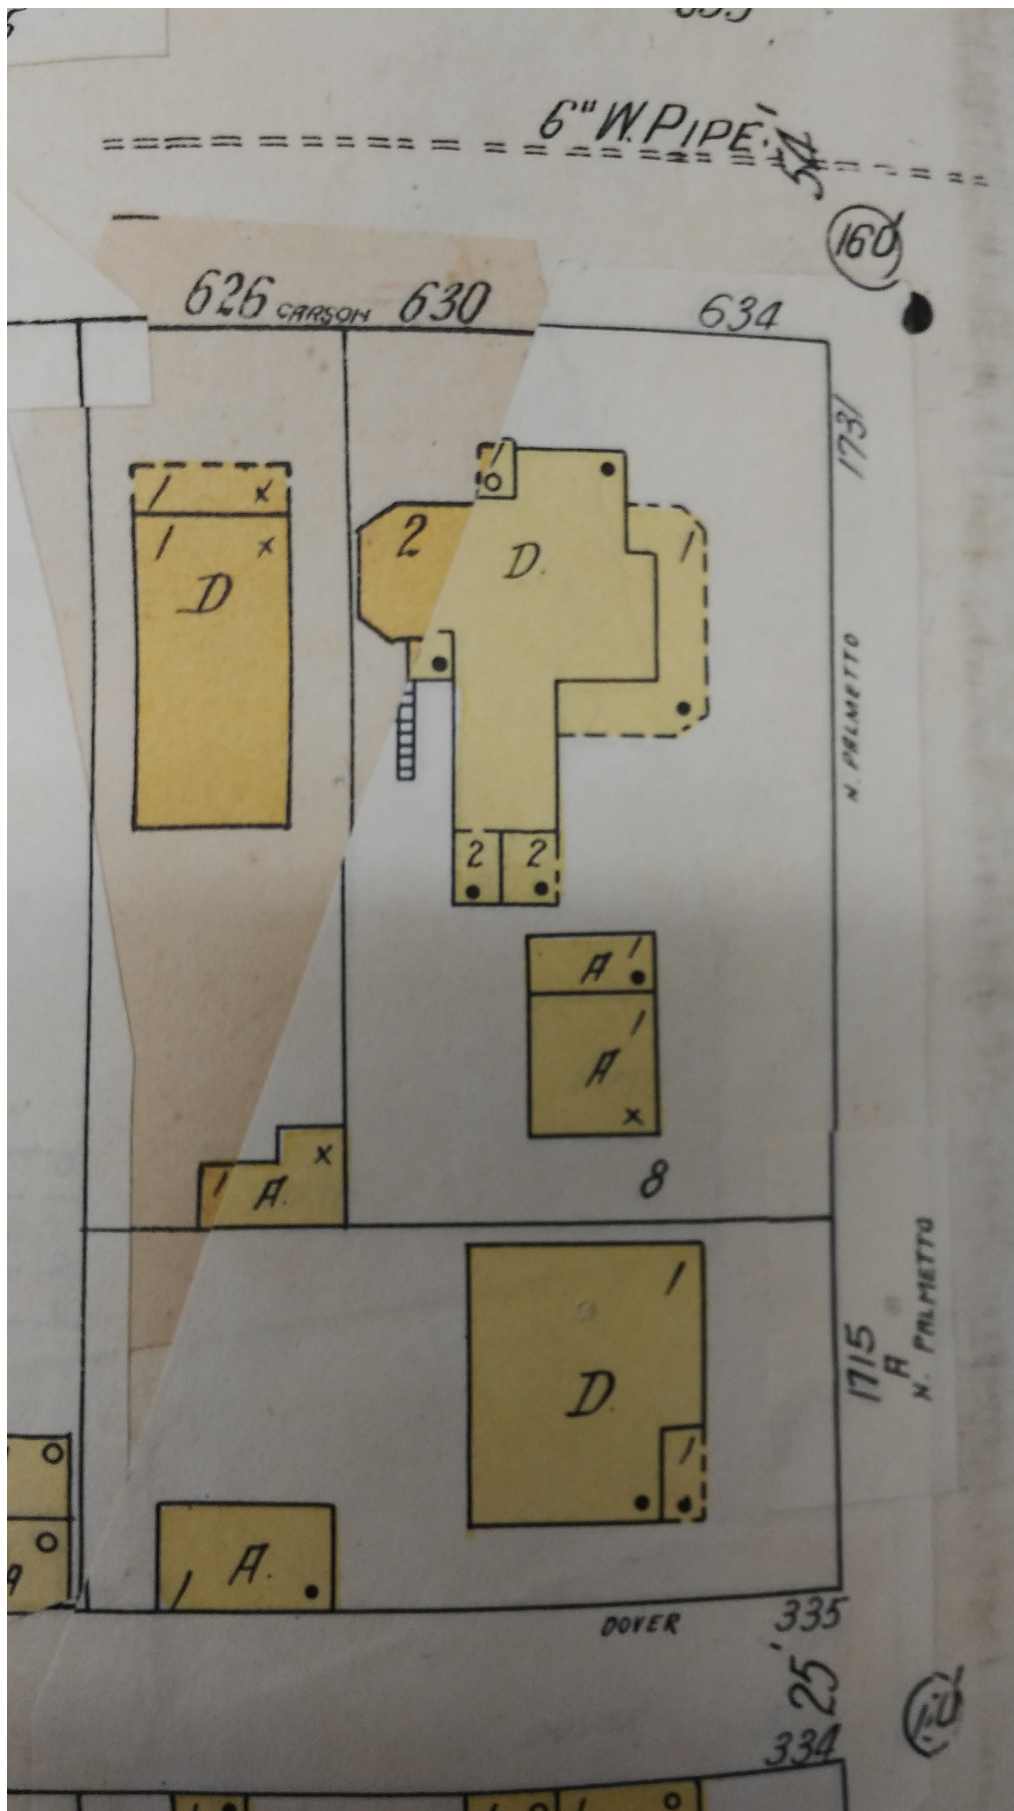 6" W. PIPE.
54'
160
626 CARSON 630
634
1731
1 x
1 x
D
1
2
D.
1
N. PALMETTO
2 2
A 1
1
A
x
x
1 A.
8
1
D.
1
1715
A
N. PALMETTO
A.
1
A
DOVER
335
25'
334